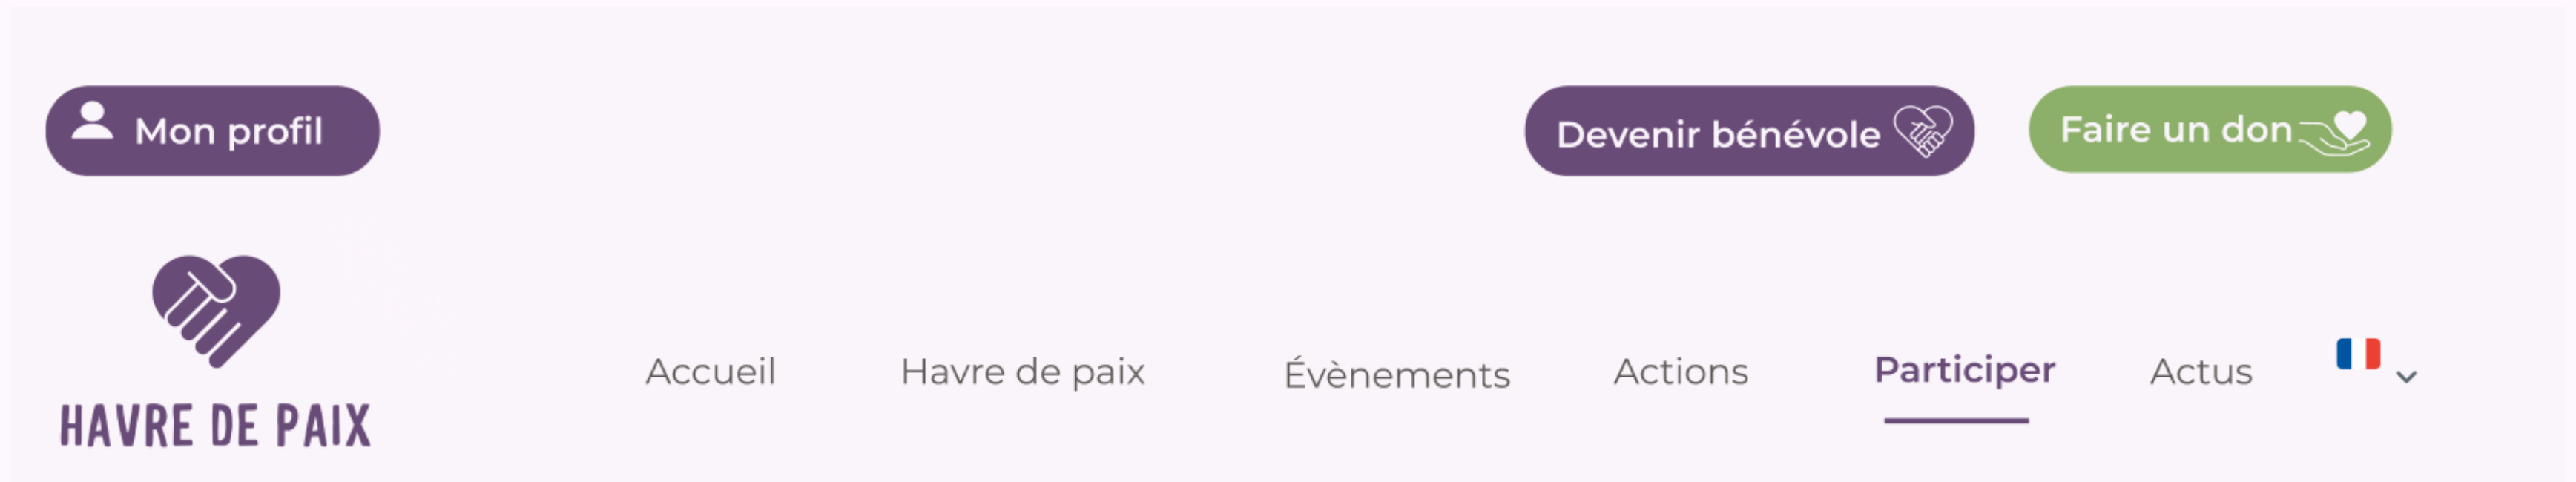 Mon profil
Devenir bénévole
Faire un don
HAVRE DE PAIX
Accueil
Havre de paix
Évènements
Actions
Participer
Actus